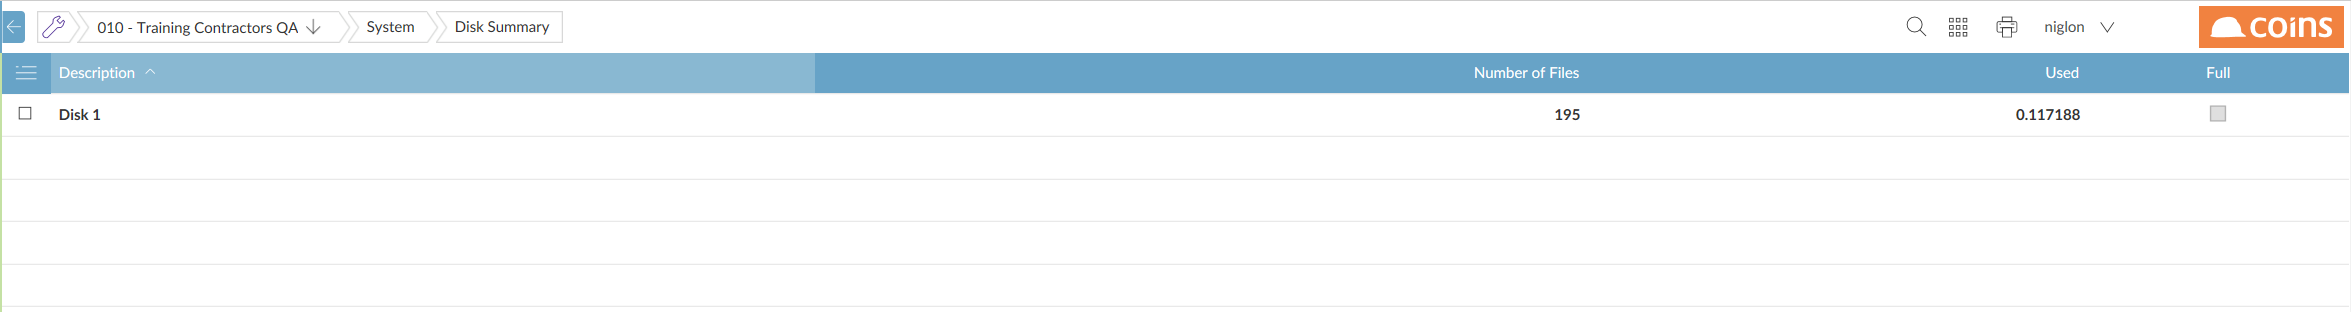 010 - Training Contractors QA System Disk Summary niglon coins
Description Number of Files Used Full
Disk 1 195 0.117188